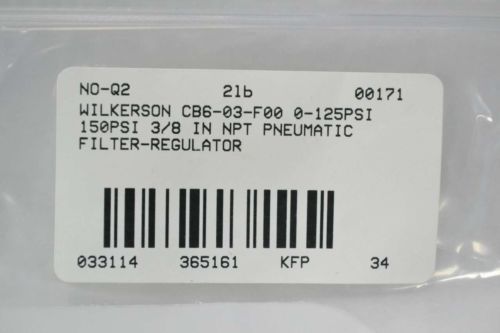 NO-Q2 2lb 00171
WILKERSON CB6-03-F00 0-125PSI
150PSI 3/8 IN NPT PNEUMATIC
FILTER-REGULATOR
033114 365161 KFP 34